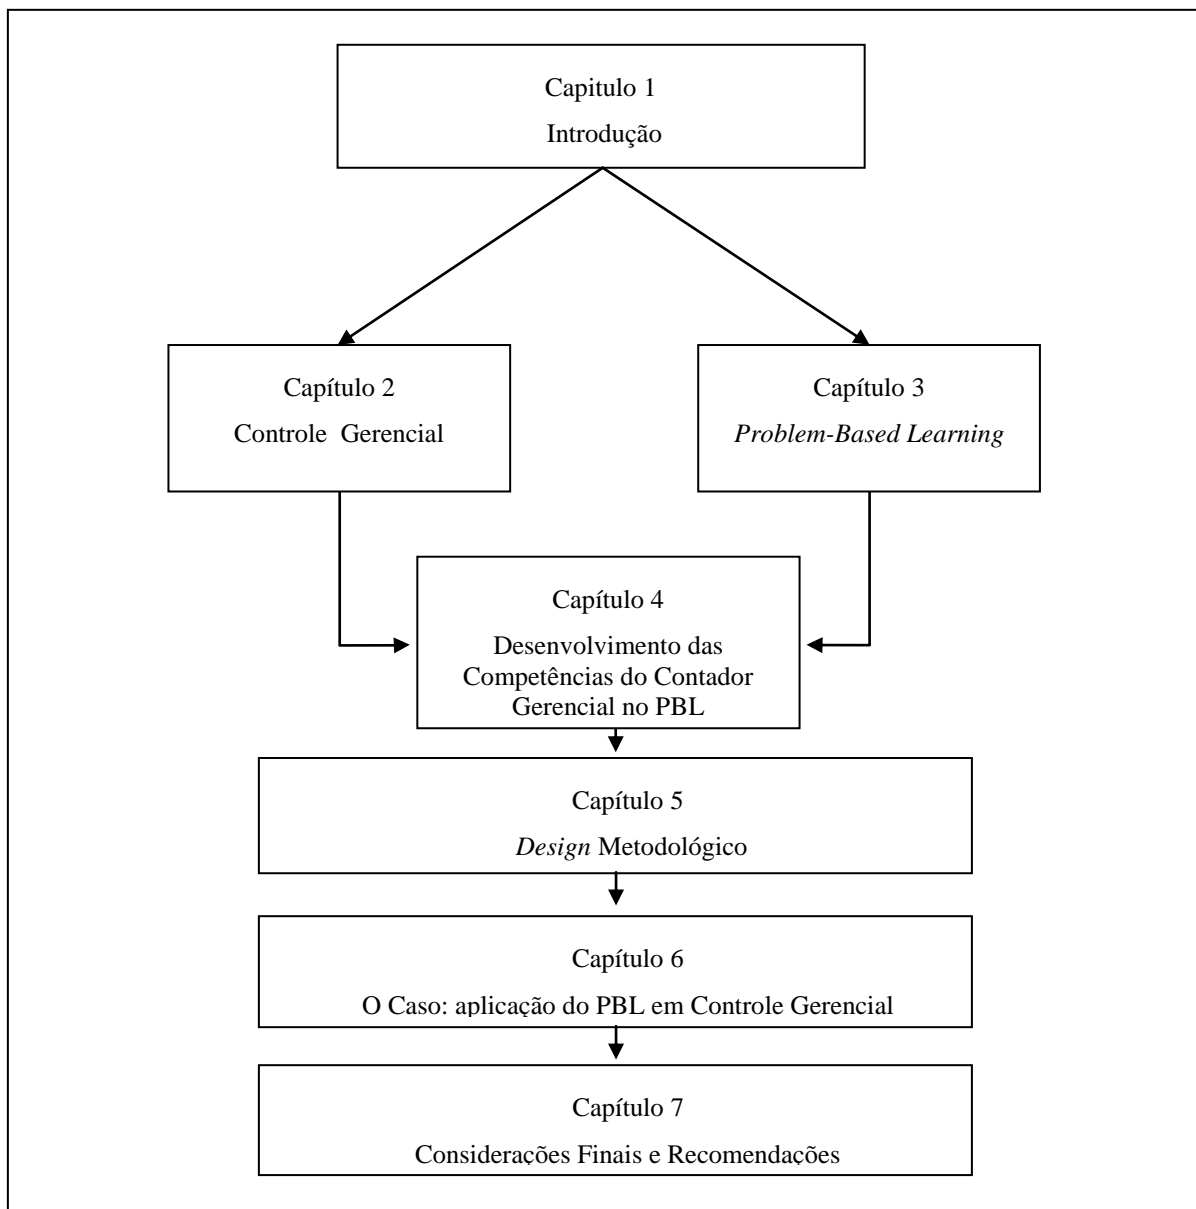 Capitulo 1
Introdução
Capítulo 2
Controle Gerencial
Capítulo 3
Problem-Based Learning
Capítulo 4
Desenvolvimento das
Competências do Contador
Gerencial no PBL
Capítulo 5
Design Metodológico
Capítulo 6
O Caso: aplicação do PBL em Controle Gerencial
Capítulo 7
Considerações Finais e Recomendações